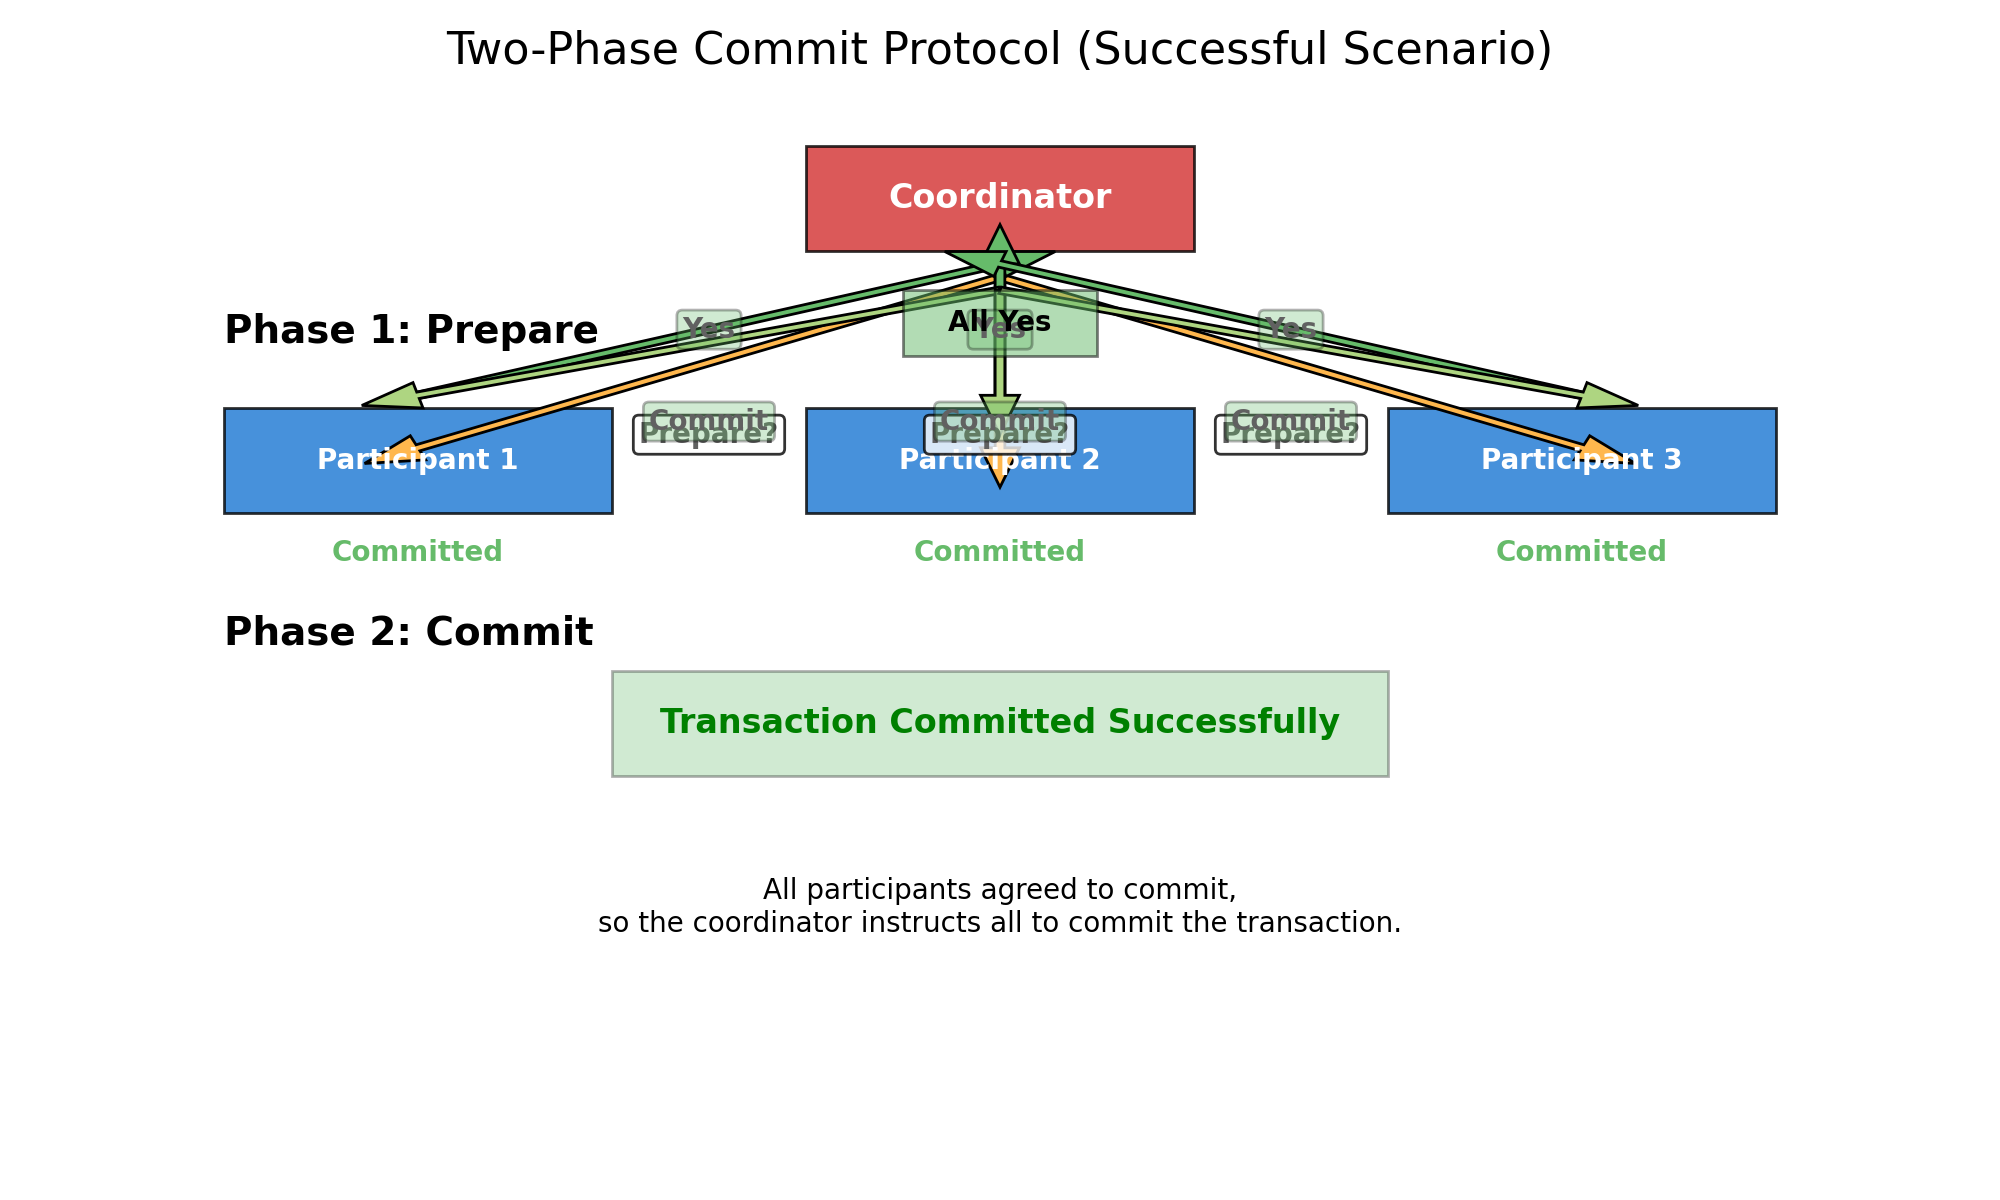 Two-Phase Commit Protocol (Successful Scenario)
Coordinator
Phase 1: Prepare
Yes
All Yes
Yes
Yes
Commit
Prepare?
Commit
Prepare?
Commit
Prepare?
Participant 1
Participant 2
Participant 3
Committed
Committed
Committed
Phase 2: Commit
Transaction Committed Successfully
All participants agreed to commit,
so the coordinator instructs all to commit the transaction.